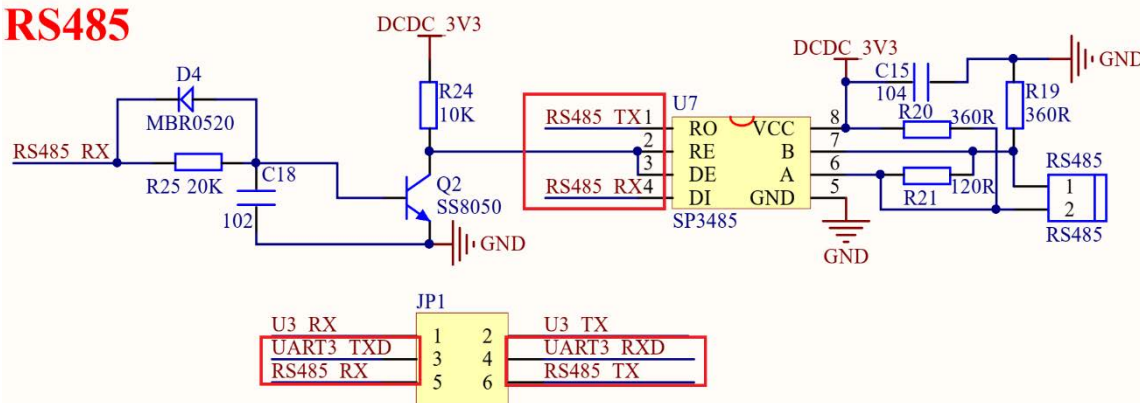 RS485
DCDC_3V3
DCDC_3V3
GND
D4
MBR0520
R24
10K
C15
104
R19
360R
R20
360R
U7
RS485_TX 1
RO VCC 8
2 RE B 7
3 DE A 6
RS485_RX 4
DI GND 5
SP3485
RS485_RX
R25 20K
C18
102
Q2
SS8050
GND
120R
R21
GND
RS485
1
2
RS485
JP1
U3_RX 1 2 U3_TX
UART3_TXD 3 4 UART3_RXD
RS485_RX 5 6 RS485_TX